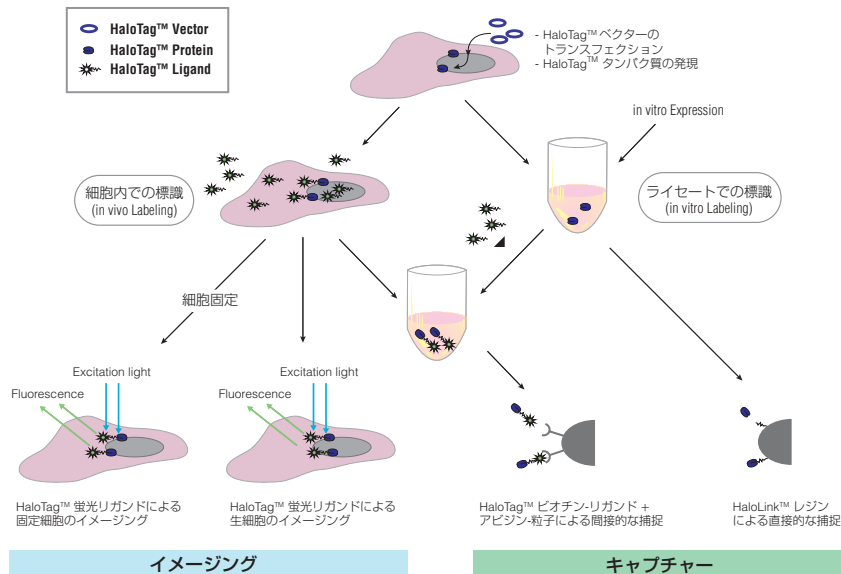 HaloTag™ Vector
HaloTag™ Protein
HaloTag™ Ligand
- HaloTag™ ベクターの
トランスフェクション
- HaloTag™ タンパク質の発現
in vitro Expression
細胞内での標識
(in vivo Labeling)
ライセートでの標識
(in vitro Labeling)
細胞固定
Excitation light
Fluorescence
Excitation light
Fluorescence
HaloTag™ 蛍光リガンドによる
固定細胞のイメージング
HaloTag™ 蛍光リガンドによる
生細胞のイメージング
HaloTag™ ビオチン-リガンド +
アビジン-粒子による間接的な捕捉
HaloLink™ レジン
による直接的な捕捉
イメージング
キャプチャー